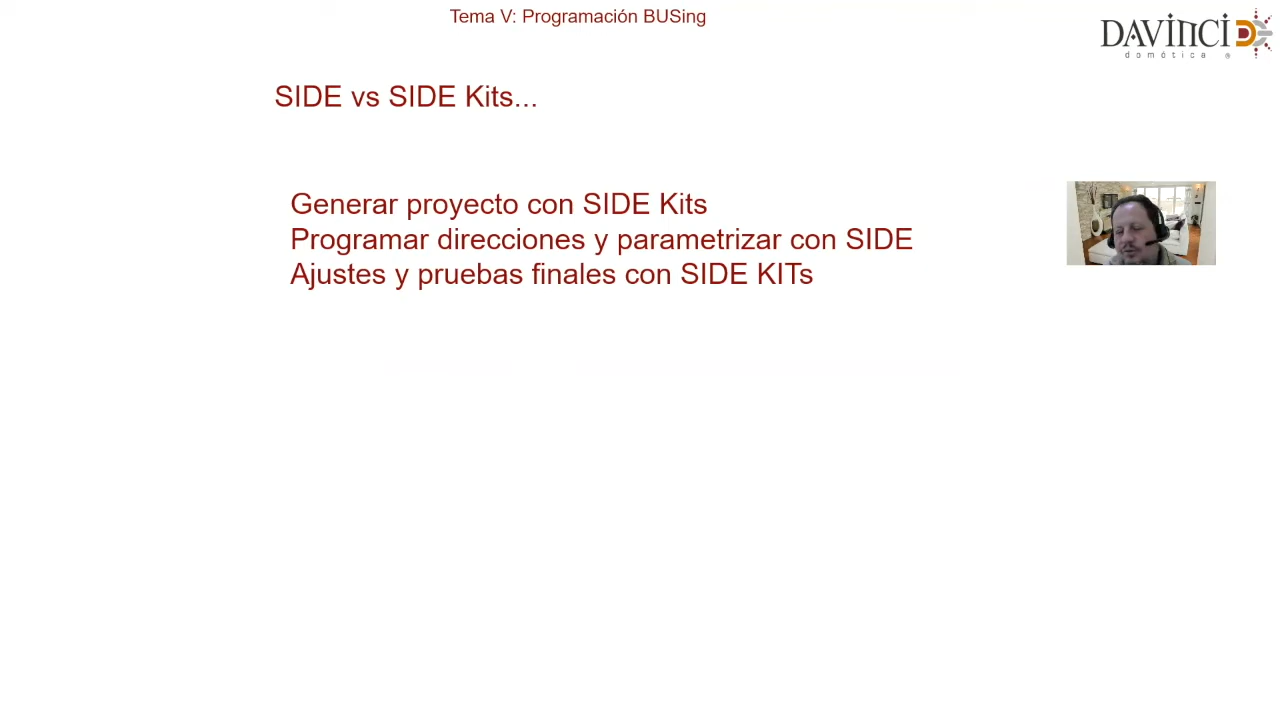 Tema V: Programación BUSing
DAVINCI
domótica ®
SIDE vs SIDE Kits...
Generar proyecto con SIDE Kits
Programar direcciones y parametrizar con SIDE
Ajustes y pruebas finales con SIDE KITs